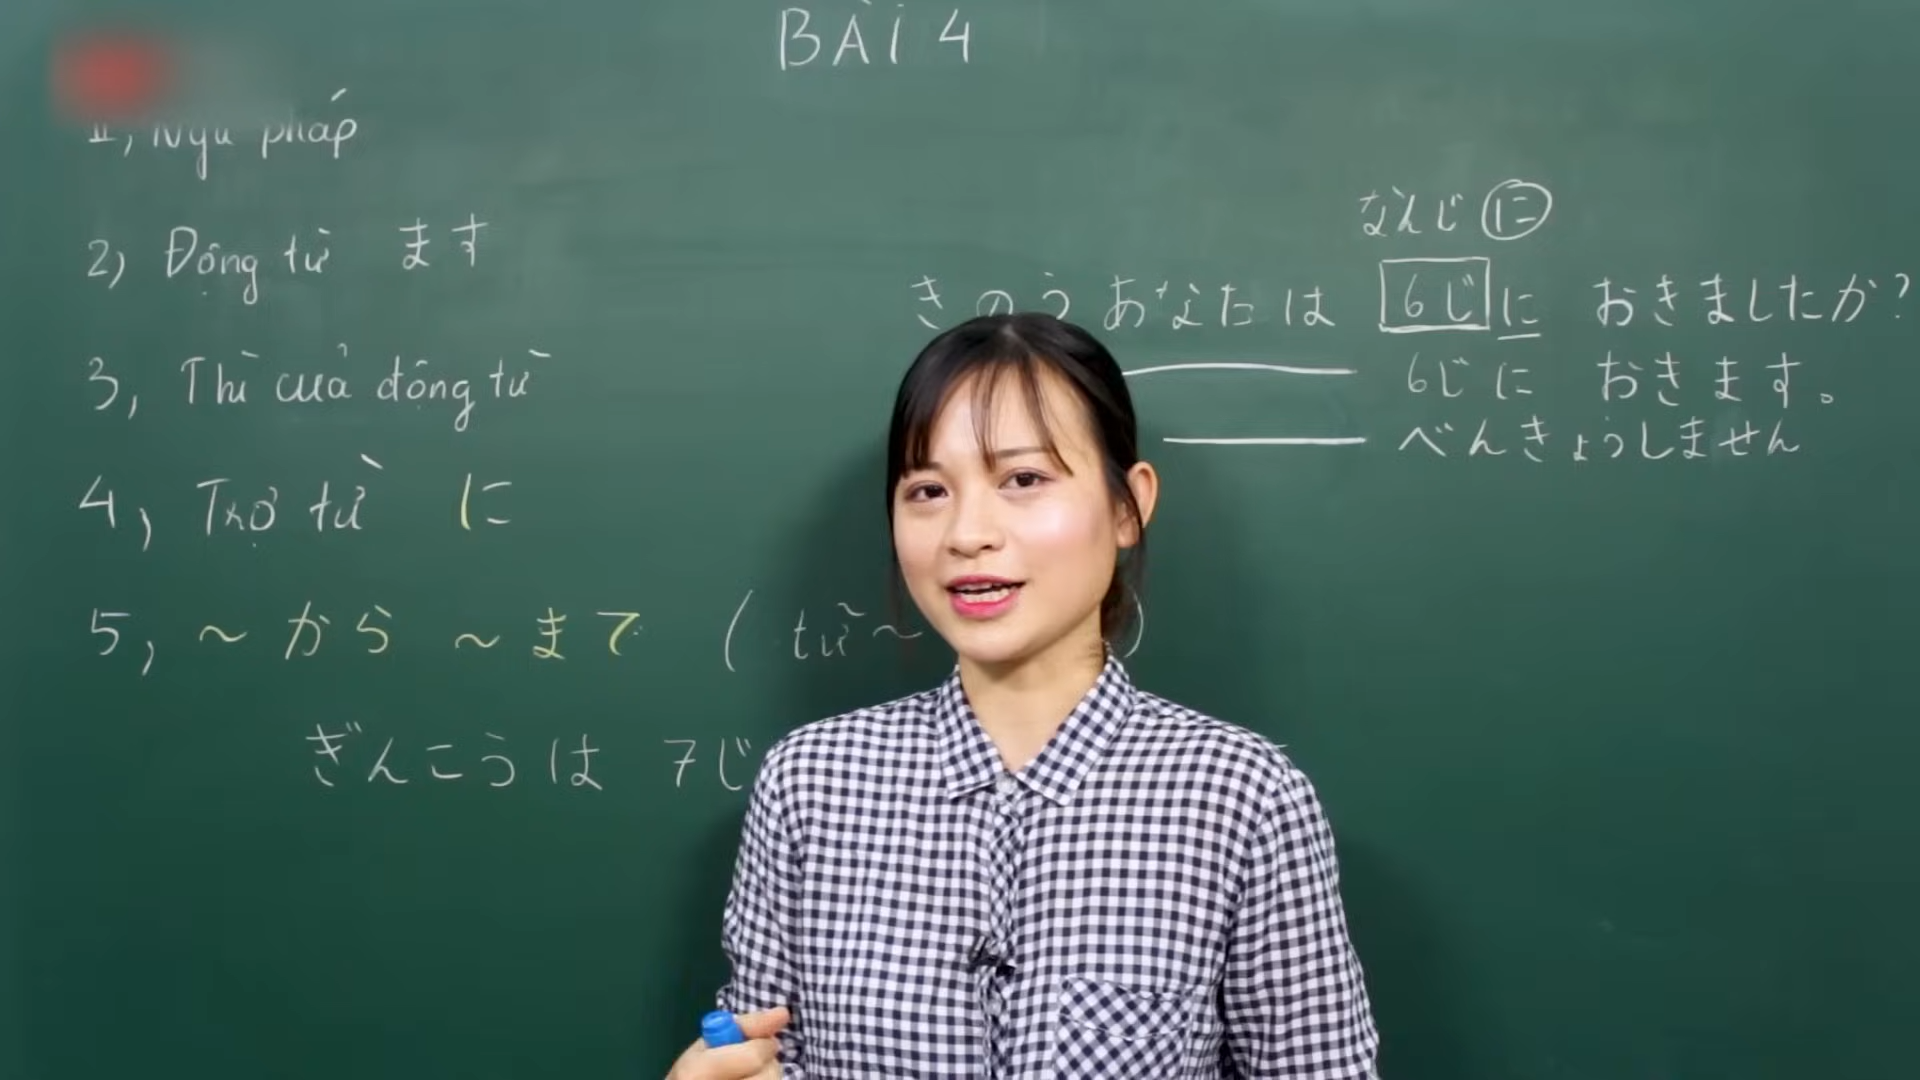 BÀI 4
II, Ngữ pháp
2) Động từ ます
3, Thì của động từ
4, Trợ từ に
5, ~ から ~ まで ( từ ~ )
ぎんこうは 7じ
なんじ に
きのう あなたは 6じに おきましたか?
6じに おきます。
べんきょうしません